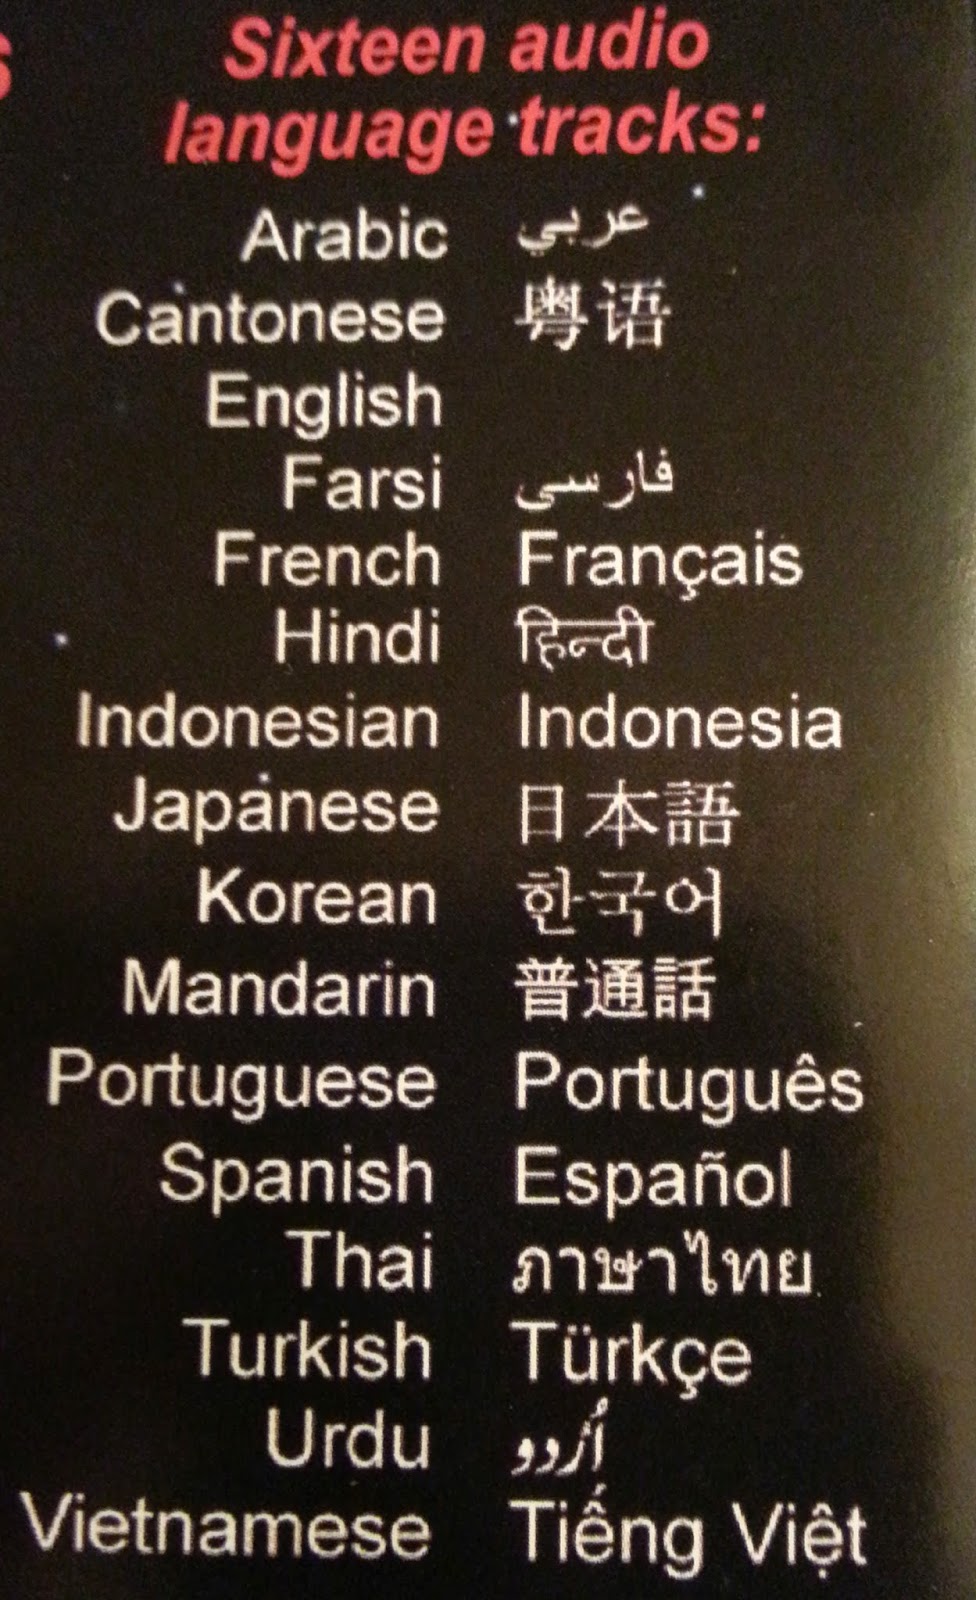 Sixteen audio
language tracks:
Arabic عربي
Cantonese 粤语
English
Farsi فارسی
French Français
Hindi हिन्दी
Indonesian Indonesia
Japanese 日本語
Korean 한국어
Mandarin 普通話
Portuguese Português
Spanish Español
Thai ภาษาไทย
Turkish Türkçe
Urdu اُردو
Vietnamese Tiếng Việt